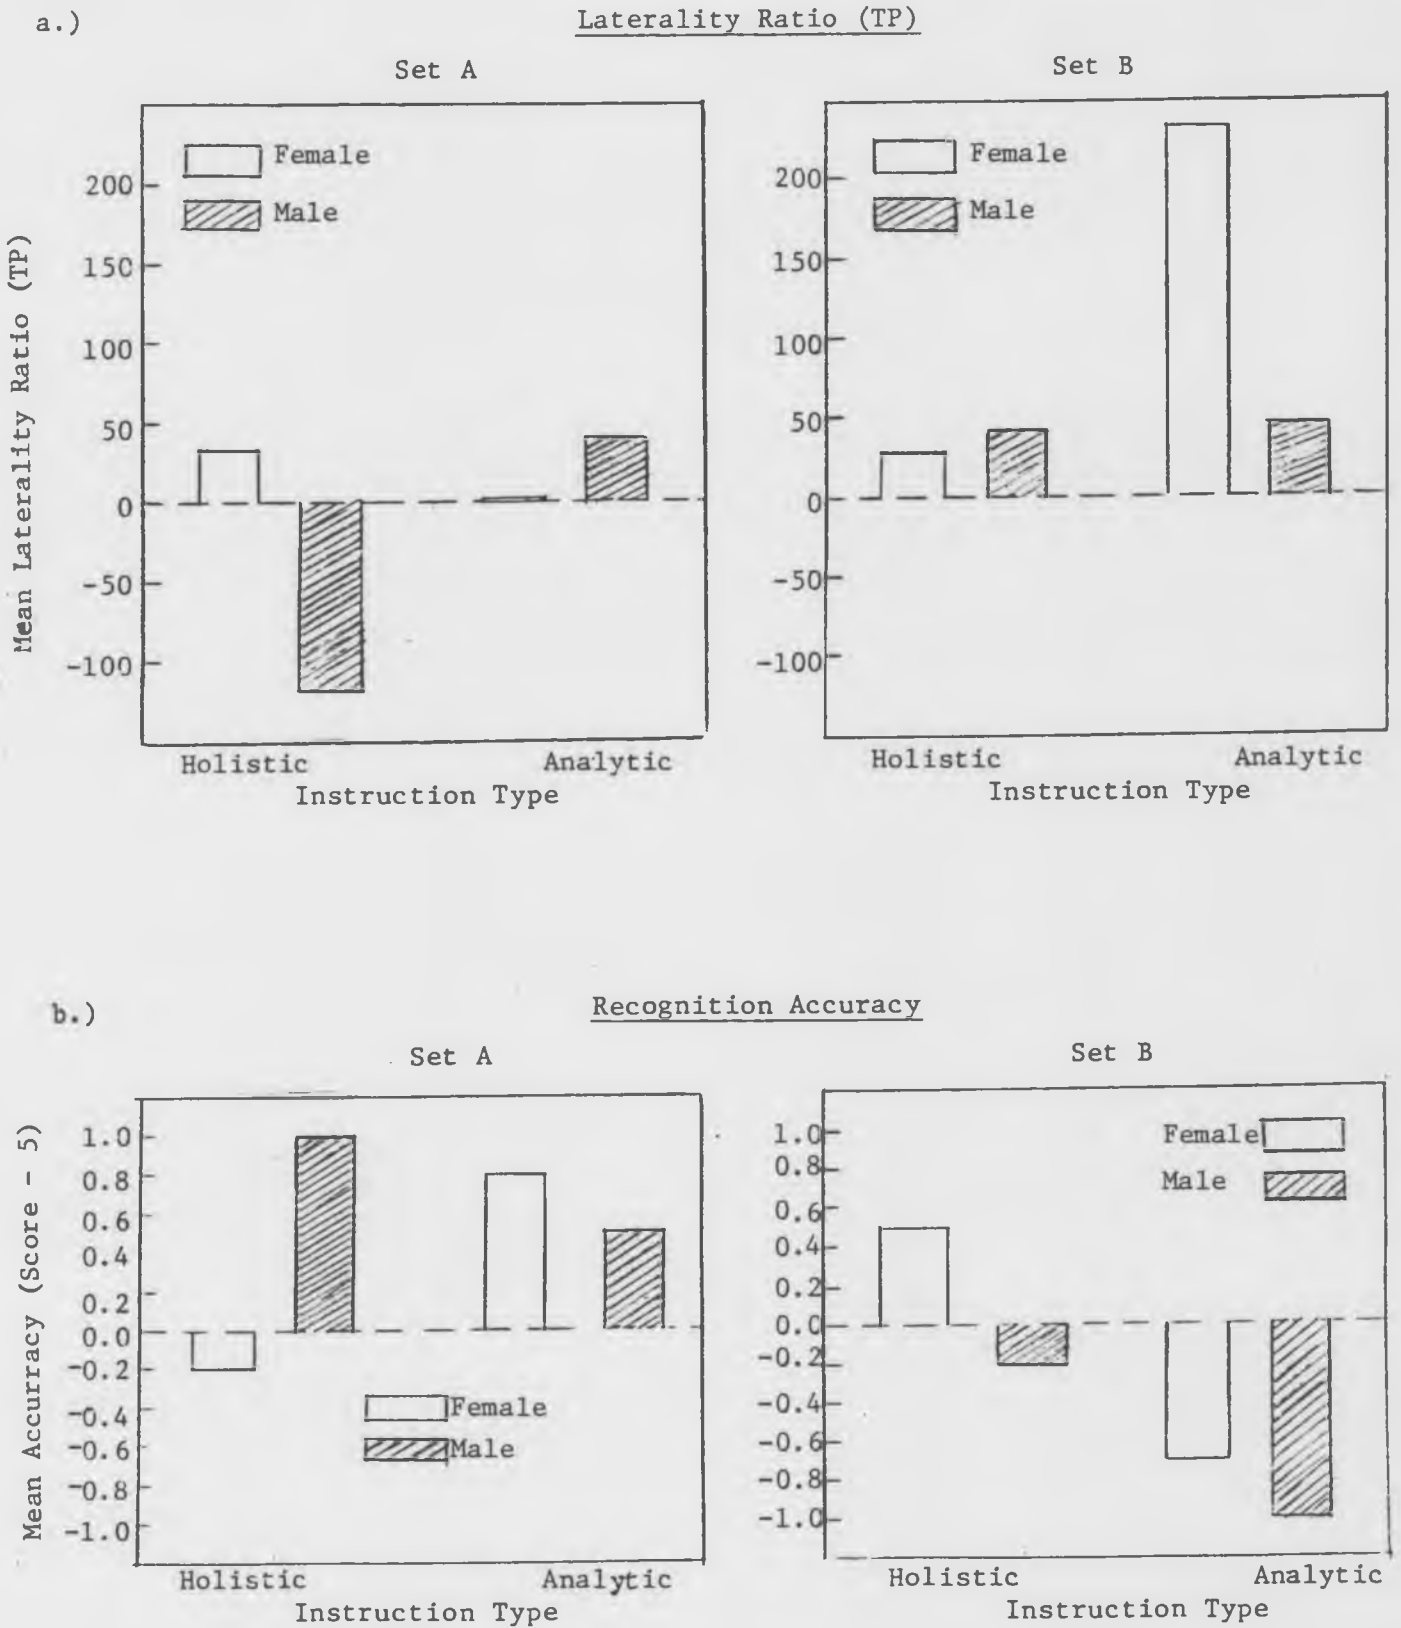 a.)
Laterality Ratio (TP)
Set A
Female
Male
Mean Laterality Ratio (TP)
200
150
100
50
0
-50
-100
Holistic
Analytic
Instruction Type
Set B
Female
Male
200
150
100
50
0
-50
-100
Holistic
Analytic
Instruction Type
b.)
Recognition Accuracy
Set A
Mean Accurracy (Score - 5)
1.0
0.8
0.6
0.4
0.2
0.0
-0.2
-0.4
-0.6
-0.8
-1.0
Female
Male
Holistic
Analytic
Instruction Type
Set B
Female
Male
1.0
0.8
0.6
0.4
0.2
0.0
-0.2
-0.4
-0.6
-0.8
-1.0
Holistic
Analytic
Instruction Type